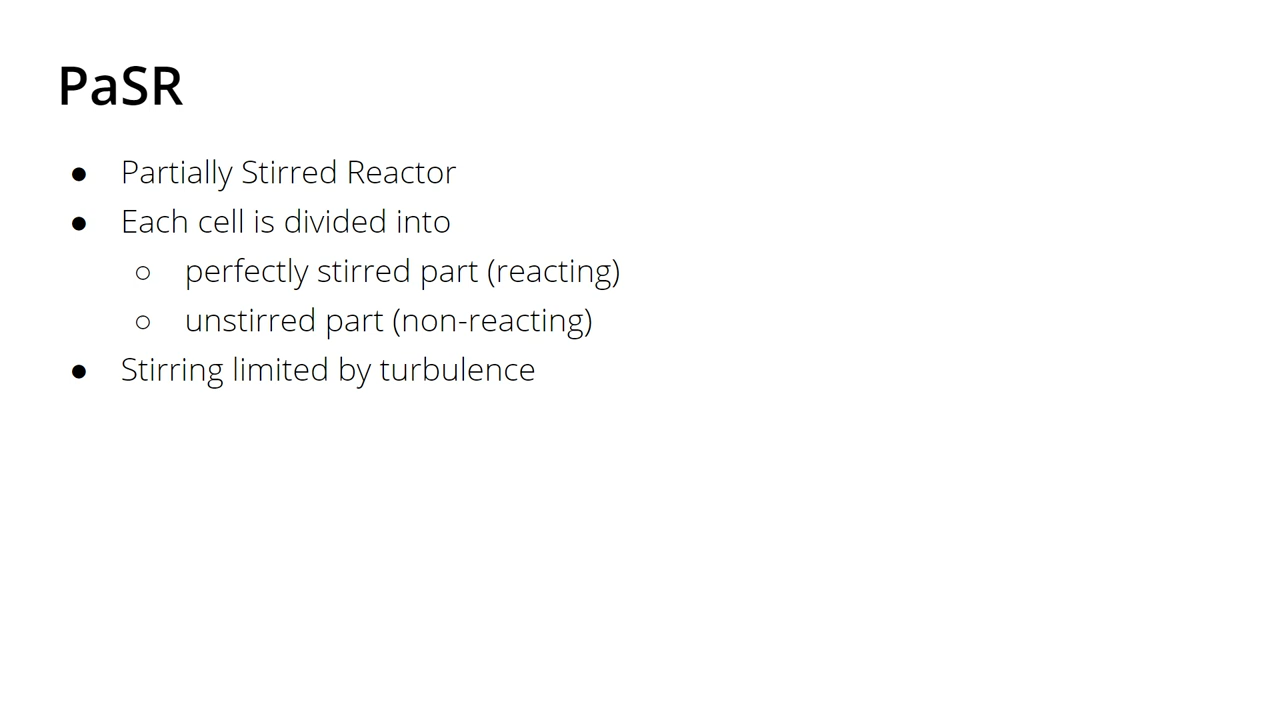 PaSR
● Partially Stirred Reactor
● Each cell is divided into
○ perfectly stirred part (reacting)
○ unstirred part (non-reacting)
● Stirring limited by turbulence